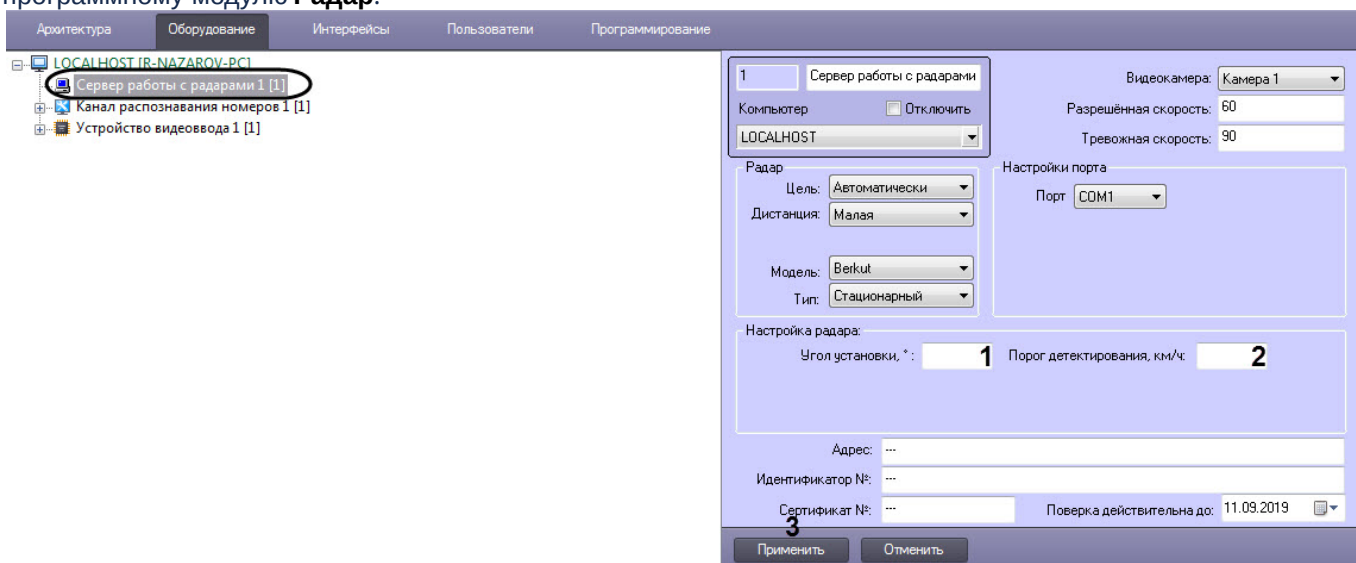 программному модулю Радар.
Архитектура Оборудование Интерфейсы Пользователи Программирование
LOCALHOST [R-NAZAROV-PC]
Сервер работы с радарами 1 [1]
Канал распознавания номеров 1 [1]
Устройство видеоввода 1 [1]
1 Сервер работы с радарами
Компьютер Отключить
LOCALHOST
Видеокамера: Камера 1
Разрешённая скорость: 60
Тревожная скорость: 90
Радар
Цель: Автоматически
Дистанция: Малая
Модель: Berkut
Тип: Стационарный
Настройки порта
Порт COM1
Настройка радара:
Угол установки, ° : 1 Порог детектирования, км/ч: 2
Адрес: ---
Идентификатор №: ---
Сертификат №: --- Поверка действительна до: 11.09.2019
3
Применить Отменить